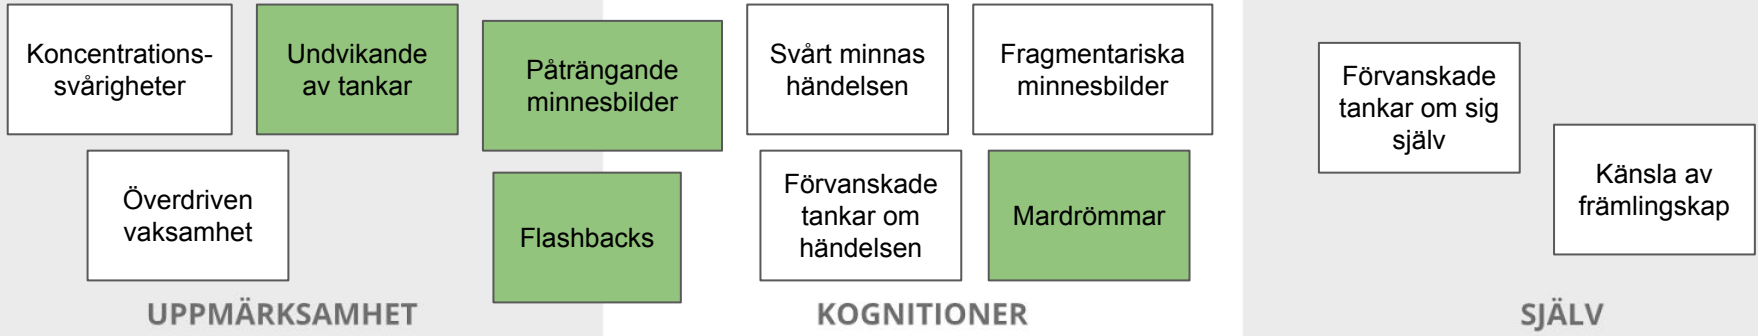 Koncentrations-
svårigheter
Undvikande
av tankar
Påträngande
minnesbilder
Svårt minnas
händelsen
Fragmentariska
minnesbilder
Förvanskade
tankar om sig
själv
Överdriven
vaksamhet
Flashbacks
Förvanskade
tankar om
händelsen
Mardrömmar
Känsla av
främlingskap
UPPMÄRKSAMHET
KOGNITIONER
SJÄLV